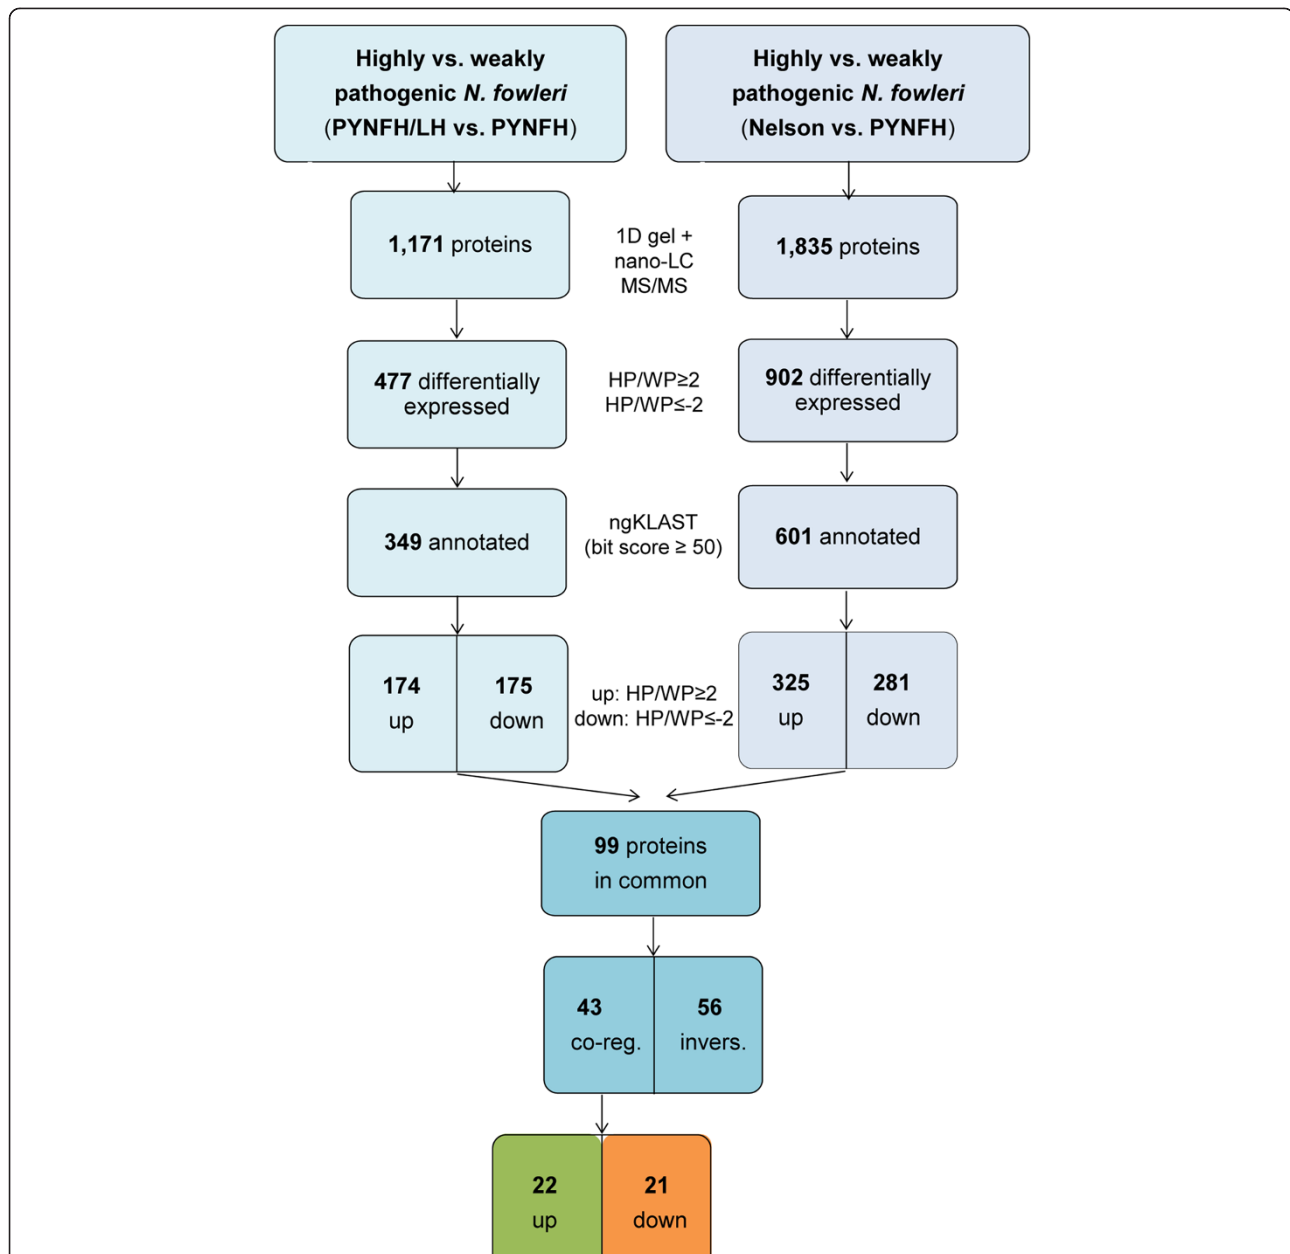 Highly vs. weakly
pathogenic N. fowleri
(PYNFH/LH vs. PYNFH)
Highly vs. weakly
pathogenic N. fowleri
(Nelson vs. PYNFH)
1,171 proteins
1D gel +
nano-LC
MS/MS
1,835 proteins
477 differentially
expressed
HP/WP≥2
HP/WP≤-2
902 differentially
expressed
349 annotated
ngKLAST
(bit score ≥ 50)
601 annotated
174
up
175
down
up: HP/WP≥2
down: HP/WP≤-2
325
up
281
down
99 proteins
in common
43
co-reg.
56
invers.
22
up
21
down